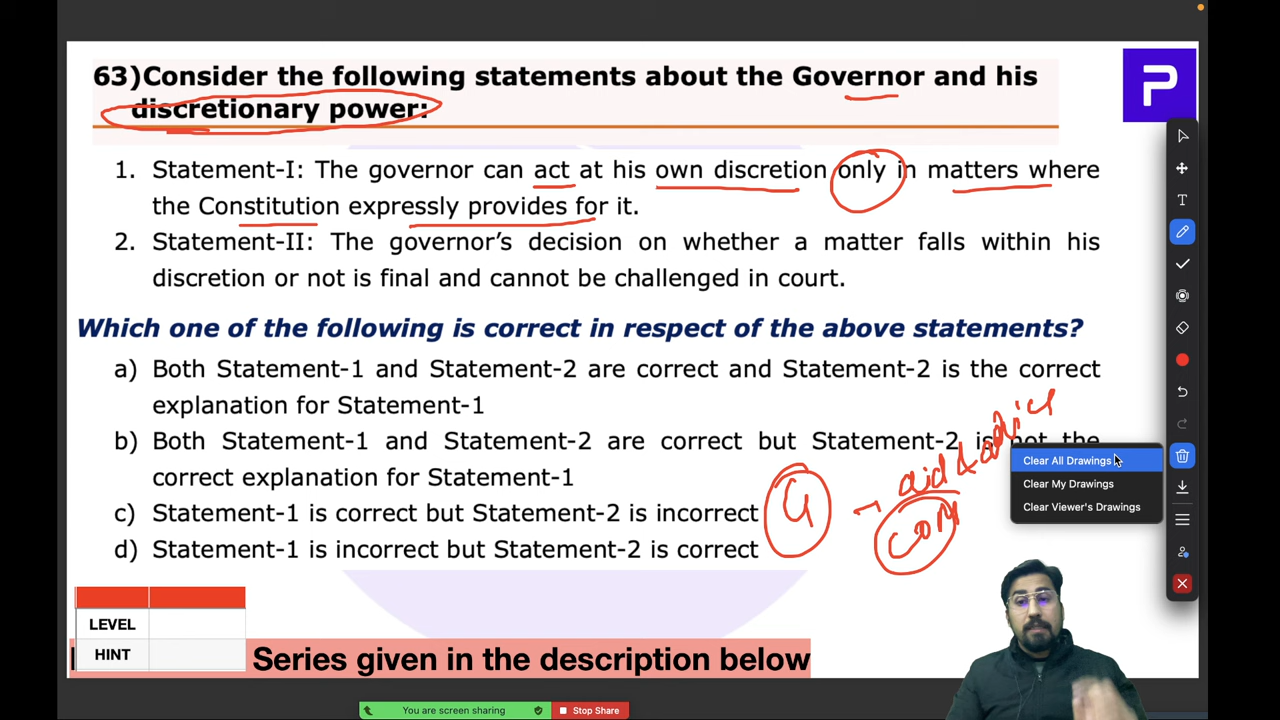 63)Consider the following statements about the Governor and his
discretionary power:
1. Statement-I: The governor can act at his own discretion only in matters where
the Constitution expressly provides for it.
2. Statement-II: The governor's decision on whether a matter falls within his
discretion or not is final and cannot be challenged in court.
Which one of the following is correct in respect of the above statements?
a) Both Statement-1 and Statement-2 are correct and Statement-2 is the correct
explanation for Statement-1
b) Both Statement-1 and Statement-2 are correct but Statement-2 is not the
correct explanation for Statement-1
c) Statement-1 is correct but Statement-2 is incorrect
d) Statement-1 is incorrect but Statement-2 is correct
G
aid & advice
COM
Clear All Drawings
Clear My Drawings
Clear Viewer's Drawings
LEVEL
HINT
Series given in the description below
You are screen sharing
Stop Share
P
T